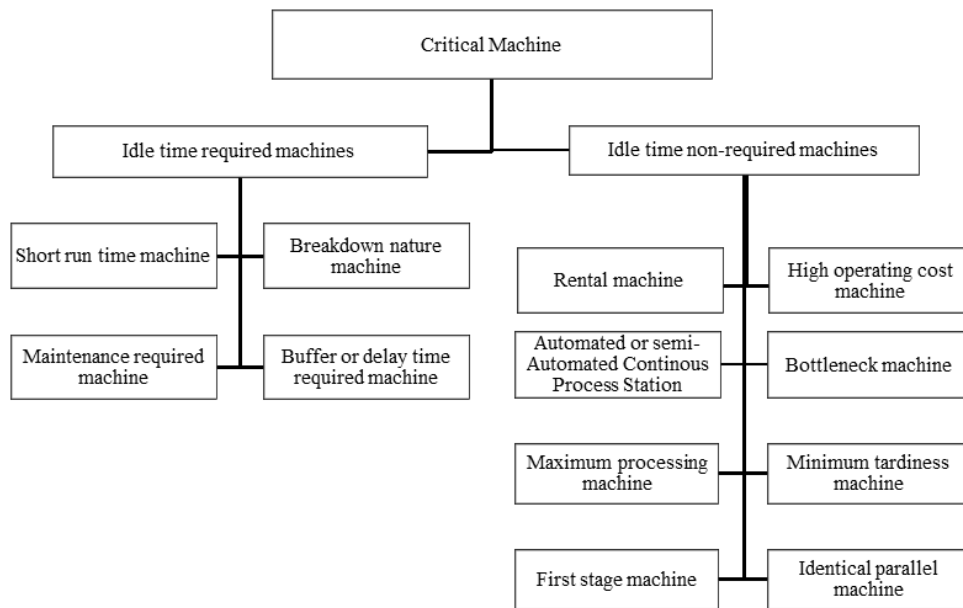 Critical Machine
Idle time required machines
Idle time non-required machines
Short run time machine
Breakdown nature
machine
Maintenance required
machine
Buffer or delay time
required machine
Rental machine
High operating cost
machine
Automated or semi-
Automated Continous
Process Station
Bottleneck machine
Maximum processing
machine
Minimum tardiness
machine
First stage machine
Identical parallel
machine